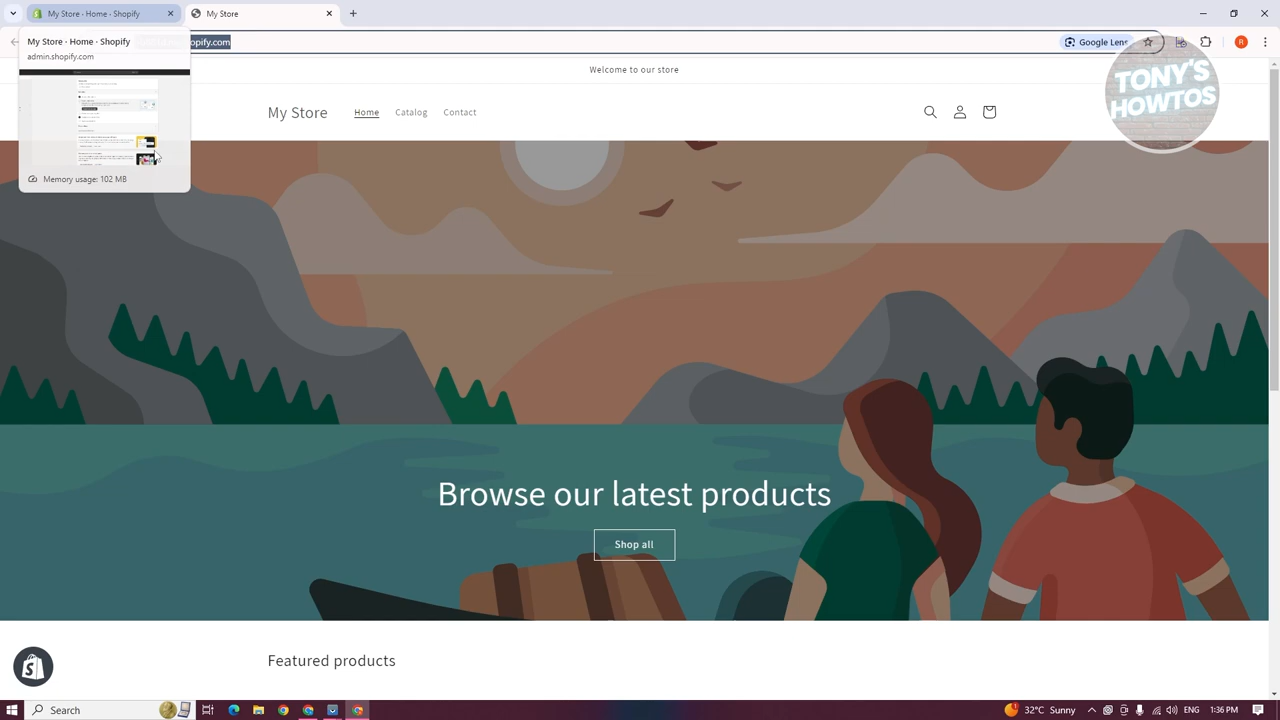 My Store · Home · Shopify
My Store
My Store · Home · Shopify
admin.shopify.com
Memory usage: 102 MB
opify.com
Google Lens
R
Welcome to our store
TONY'S
HOWTOS
My Store
Home
Catalog
Contact
Browse our latest products
Shop all
Featured products
Search
32°C Sunny
ENG
1:36 PM